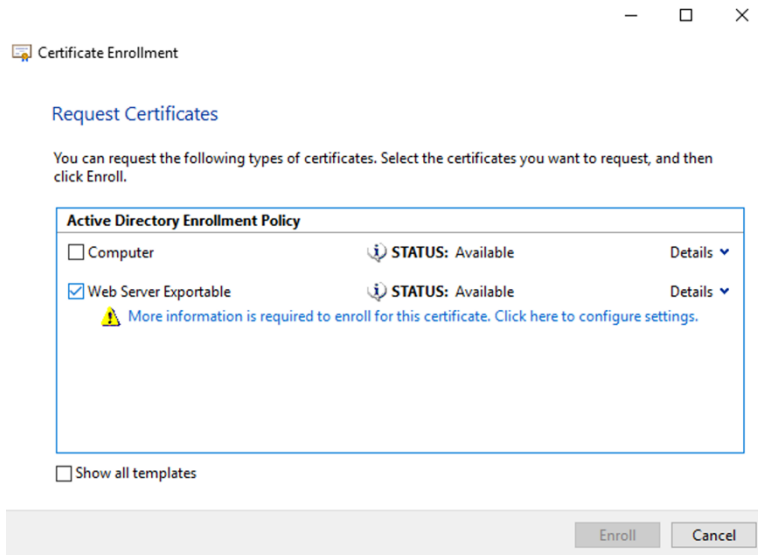 Certificate Enrollment
Request Certificates
You can request the following types of certificates. Select the certificates you want to request, and then
click Enroll.
Active Directory Enrollment Policy
Computer STATUS: Available Details
Web Server Exportable STATUS: Available Details
More information is required to enroll for this certificate. Click here to configure settings.
Show all templates
Enroll Cancel